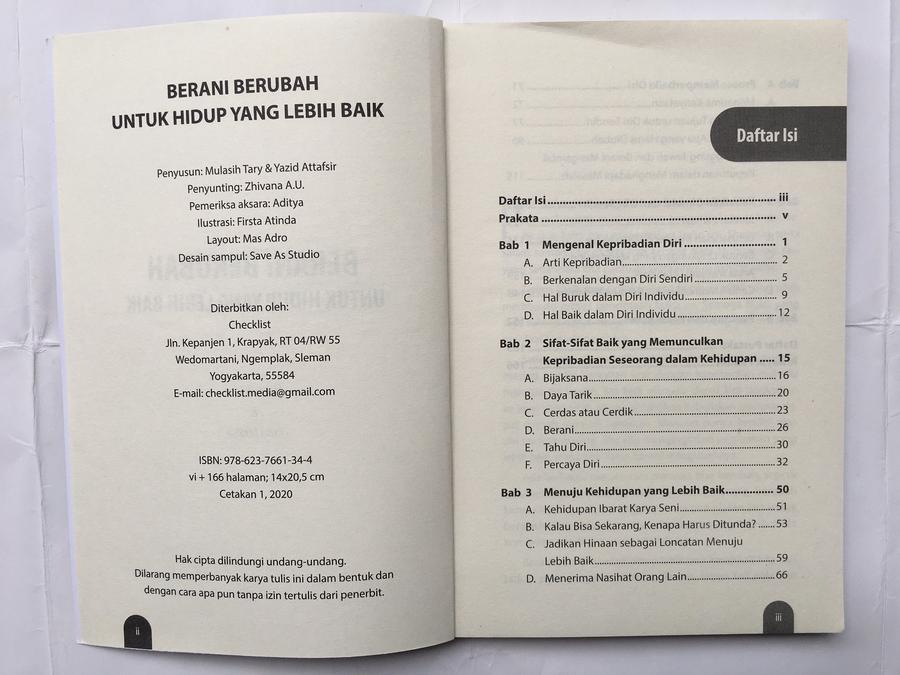 BERANI BERUBAH
UNTUK HIDUP YANG LEBIH BAIK
Penyusun: Mulasih Tary & Yazid Attafsir
Penyunting: Zhivana A.U.
Pemeriksa aksara: Aditya
Ilustrasi: Firsta Atinda
Layout: Mas Adro
Desain sampul: Save As Studio
Diterbitkan oleh:
Checklist
Jln. Kepanjen 1, Krapyak, RT 04/RW 55
Wedomartani, Ngemplak, Sleman
Yogyakarta, 55584
E-mail: checklist.media@gmail.com
ISBN: 978-623-7661-34-4
vi + 166 halaman; 14x20,5 cm
Cetakan 1, 2020
Hak cipta dilindungi undang-undang.
Dilarang memperbanyak karya tulis ini dalam bentuk dan
dengan cara apa pun tanpa izin tertulis dari penerbit.
ii
Daftar Isi
Daftar Isi ........ iii
Prakata ........ v
Bab 1 Mengenal Kepribadian Diri ........ 1
A. Arti Kepribadian ........ 2
B. Berkenalan dengan Diri Sendiri ........ 5
C. Hal Buruk dalam Diri Individu ........ 9
D. Hal Baik dalam Diri Individu ........ 12
Bab 2 Sifat-Sifat Baik yang Memunculkan
Kepribadian Seseorang dalam Kehidupan ..... 15
A. Bijaksana ........ 16
B. Daya Tarik ........ 20
C. Cerdas atau Cerdik ........ 23
D. Berani ........ 26
E. Tahu Diri ........ 30
F. Percaya Diri ........ 32
Bab 3 Menuju Kehidupan yang Lebih Baik ........ 50
A. Kehidupan Ibarat Karya Seni ........ 51
B. Kalau Bisa Sekarang, Kenapa Harus Ditunda? ...... 53
C. Jadikan Hinaan sebagai Loncatan Menuju
Lebih Baik ........ 59
D. Menerima Nasihat Orang Lain ........ 66
iii